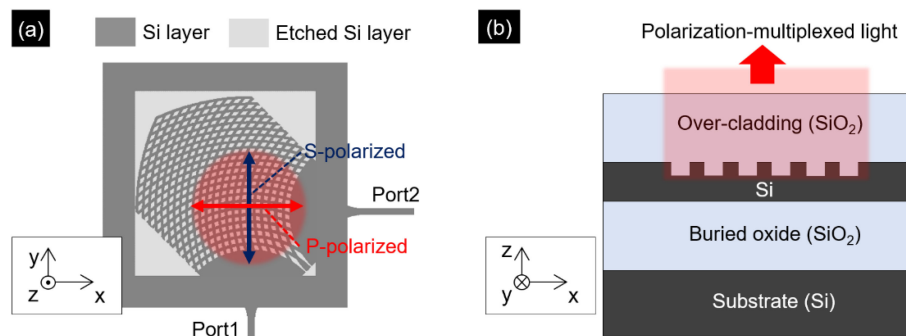 (a)
Si layer
Etched Si layer
S-polarized
Port2
P-polarized
y
z
x
Port1
(b)
Polarization-multiplexed light
Over-cladding (SiO₂)
Si
Buried oxide (SiO₂)
z
y
x
Substrate (Si)